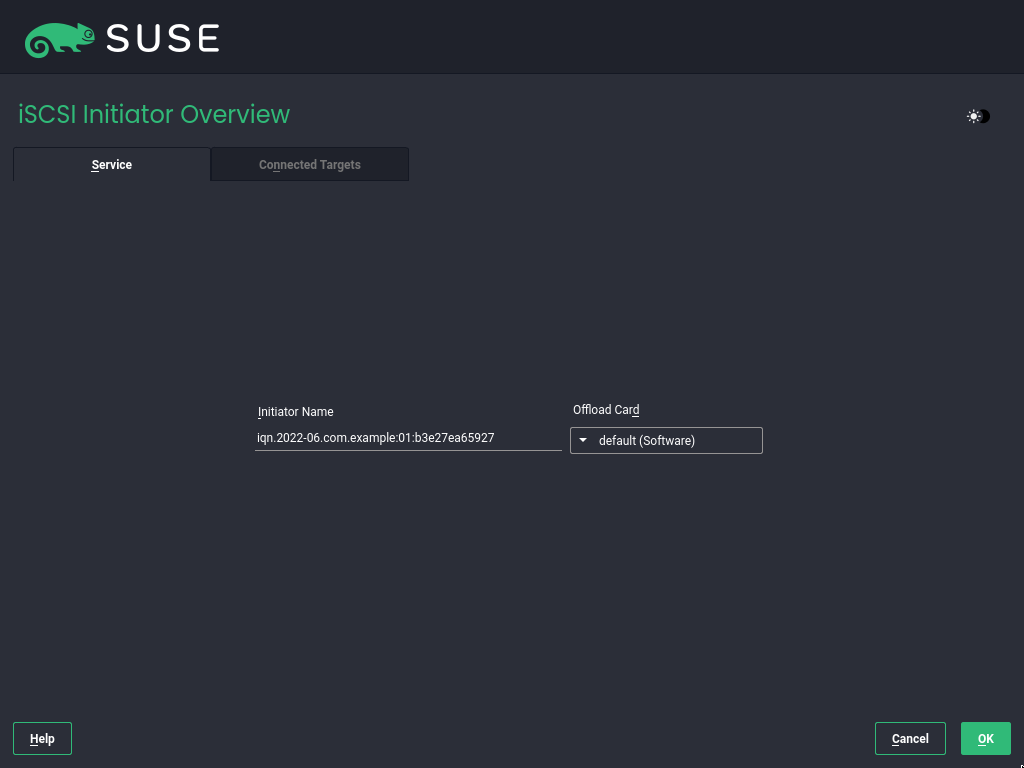 SUSE
iSCSI Initiator Overview
Service
Connected Targets
Initiator Name
Offload Card
iqn.2022-06.com.example:01:b3e27ea65927
default (Software)
Help
Cancel
OK